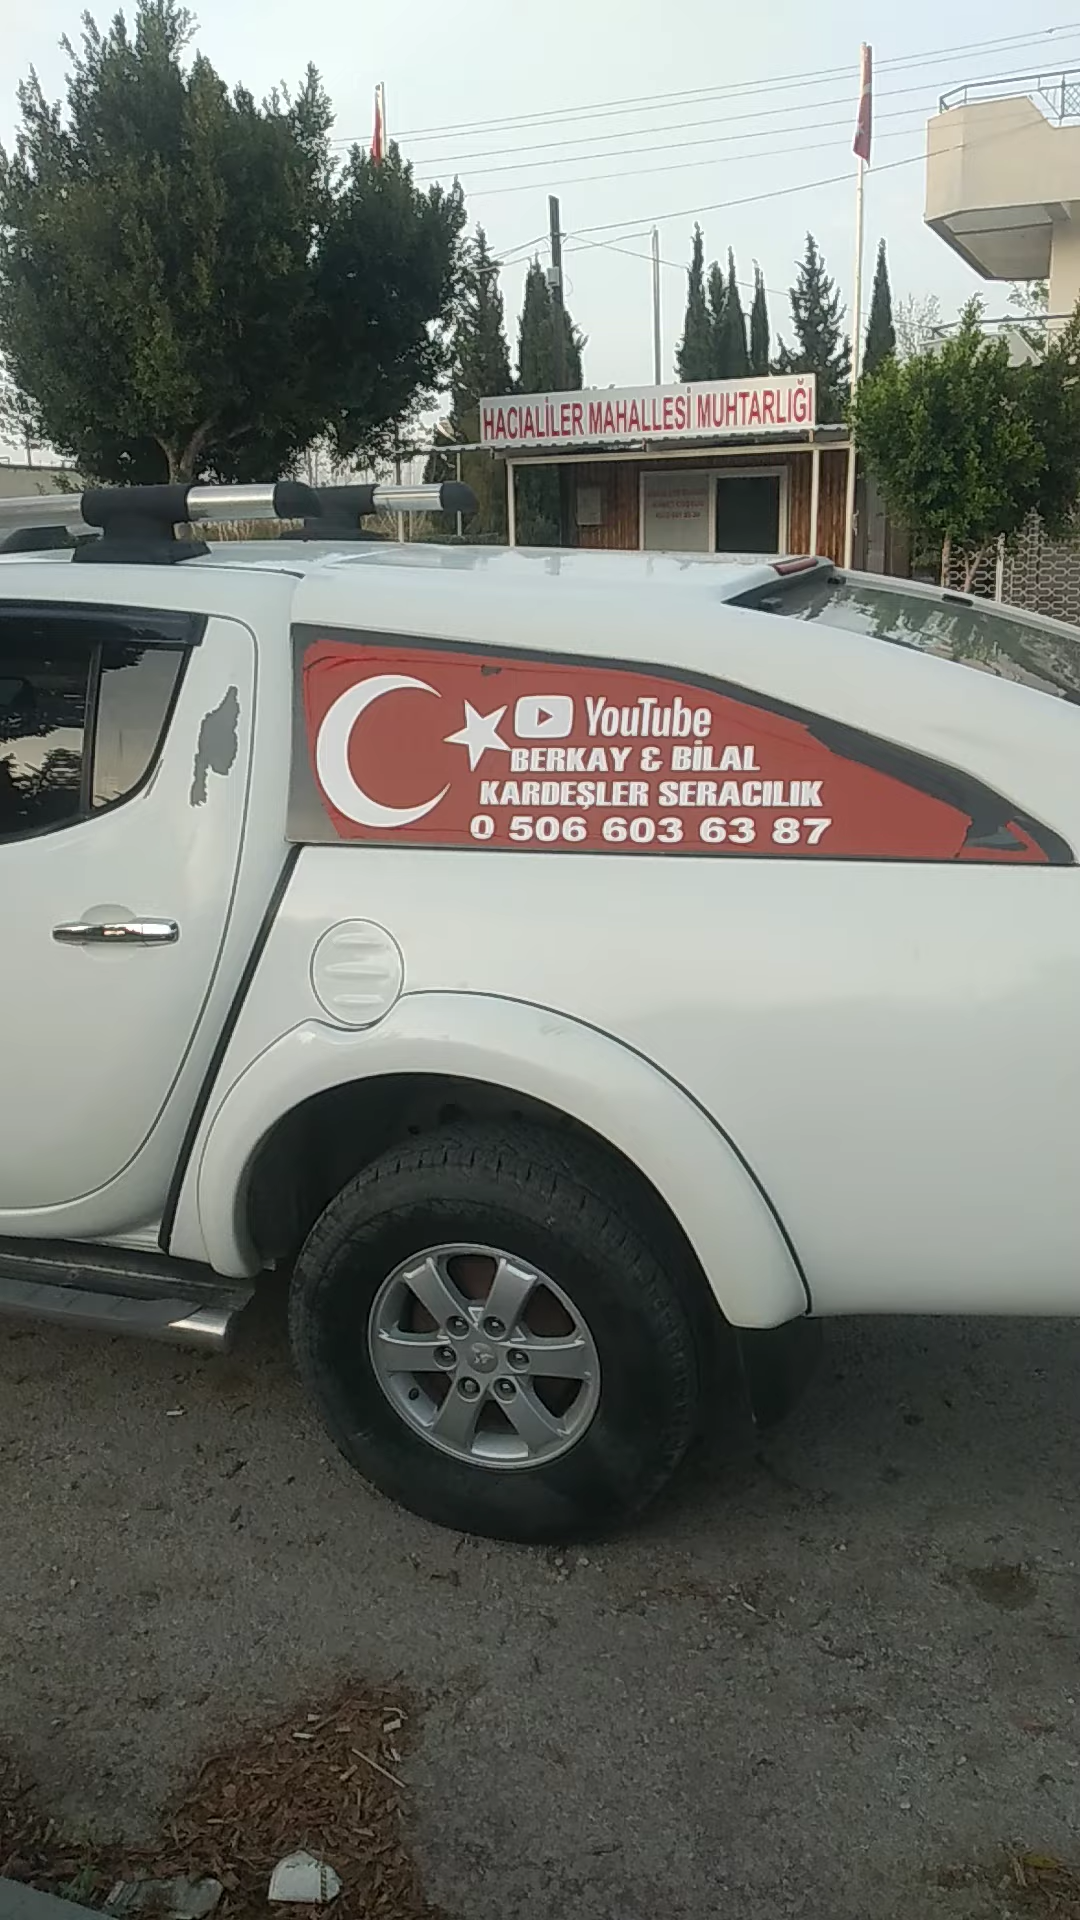 HACIALİLER MAHALLESİ MUHTARLIĞI
YouTube
BERKAY & BİLAL
KARDEŞLER SERACILIK
0 506 603 63 87